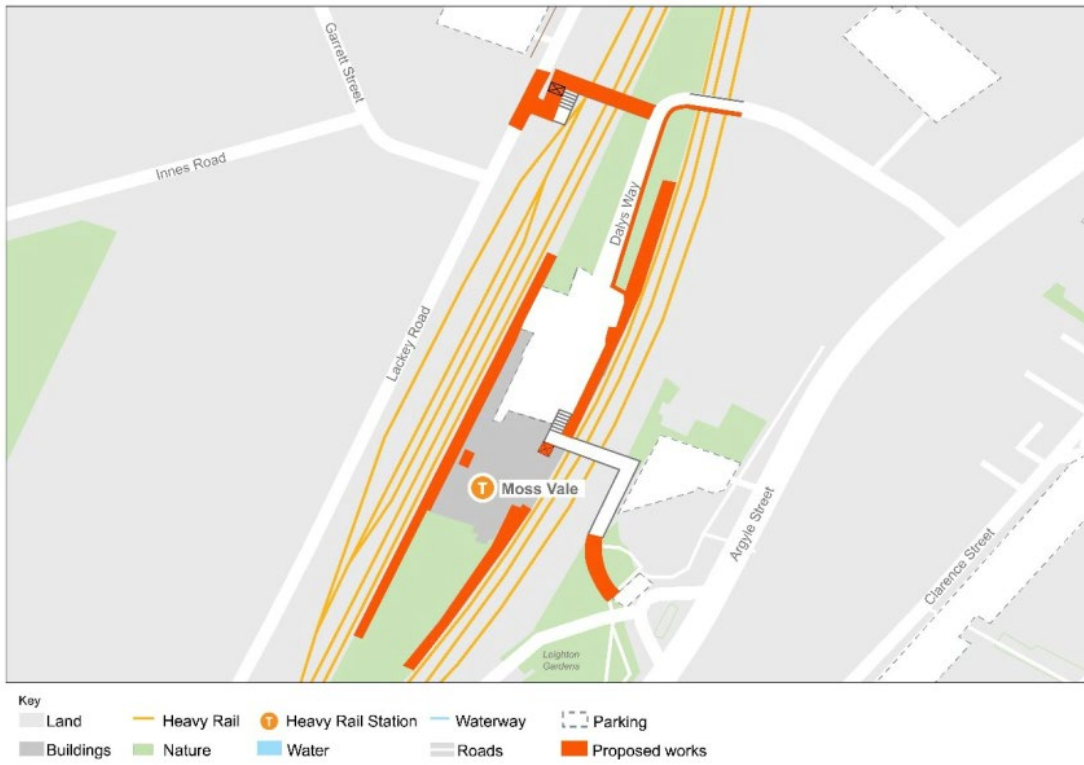 Garrett Street
Innes Road
Dalys Way
Lackey Road
T Moss Vale
Argyle Street
Clarence Street
Leighton
Gardens
Key
Land
Heavy Rail
T Heavy Rail Station
Waterway
Parking
Buildings
Nature
Water
Roads
Proposed works